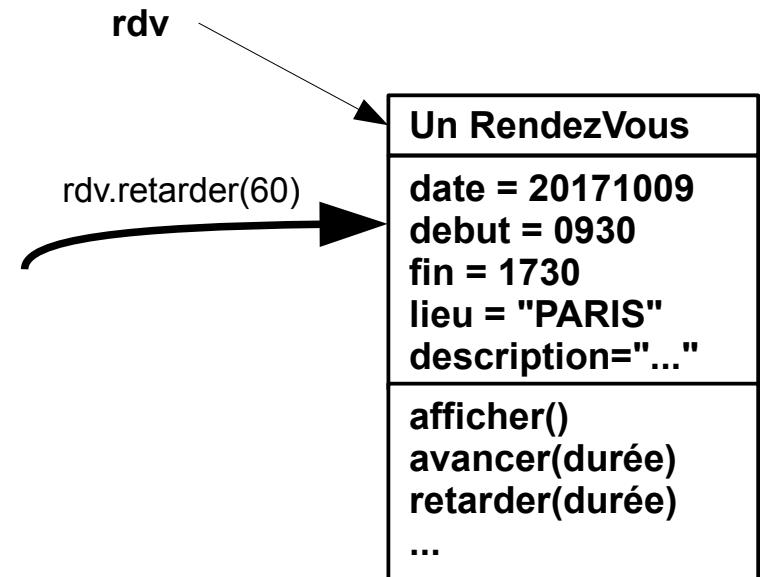 rdv
Un RendezVous
rdv.retarder(60)
date = 20171009
debut = 0930
fin = 1730
lieu = "PARIS"
description="..."
afficher()
avancer(durée)
retarder(durée)
...